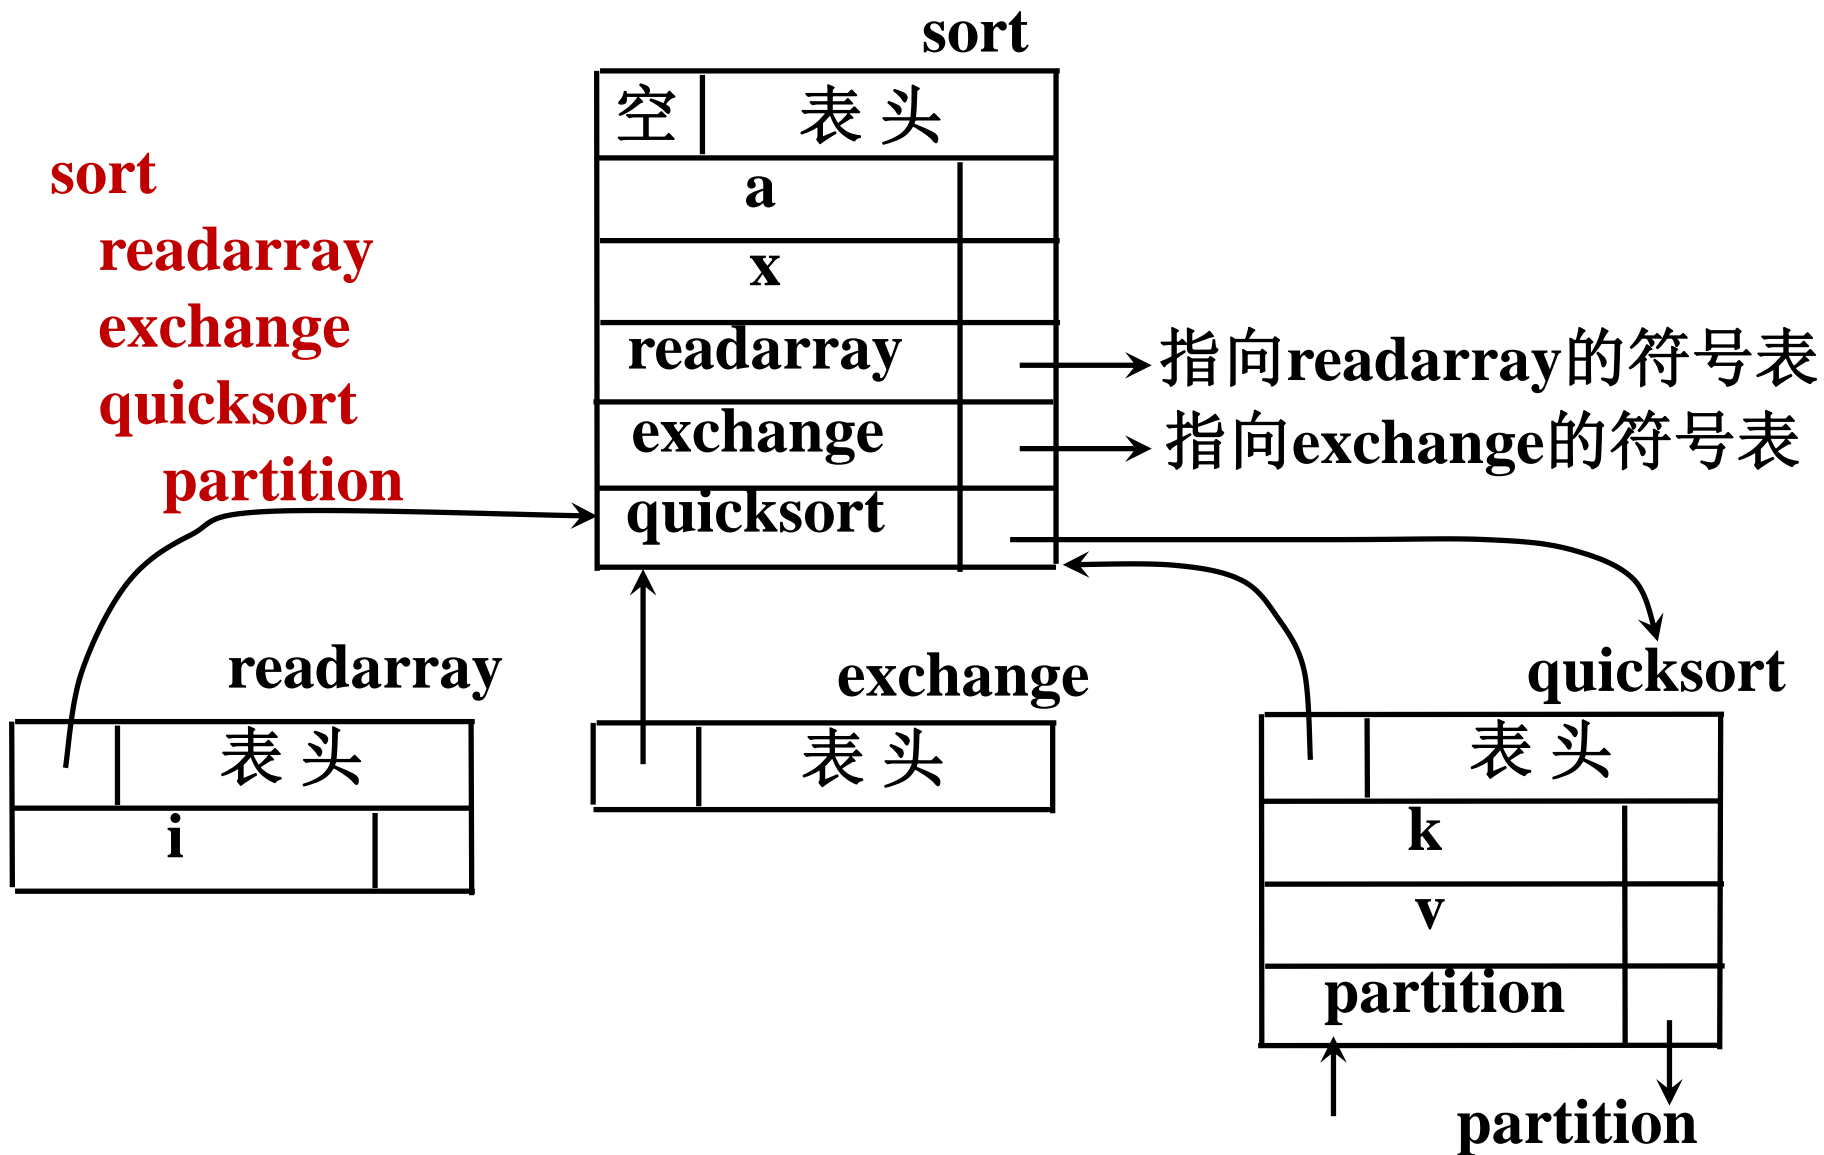 sort
空 表 头
a
x
readarray
exchange
quicksort
指向readarray的符号表
指向exchange的符号表
sort
readarray
exchange
quicksort
partition
readarray
表 头
i
exchange
表 头
quicksort
表 头
k
v
partition
partition